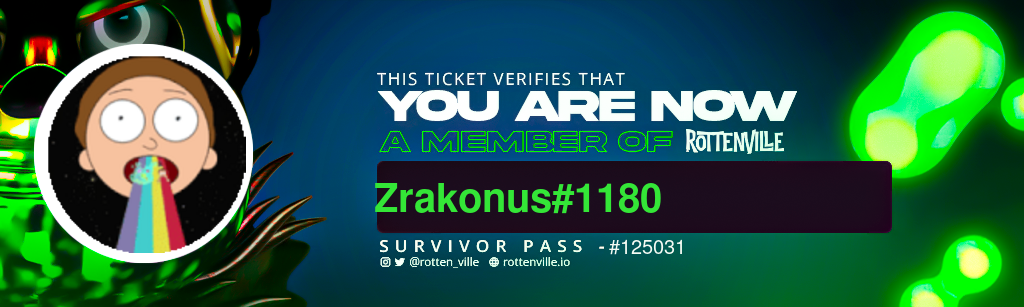 THIS TICKET VERIFIES THAT
YOU ARE NOW
A MEMBER OF ROTTENVILLE
Zrakonus#1180
SURVIVOR PASS - #125031
@rotten_ville rottenville.io